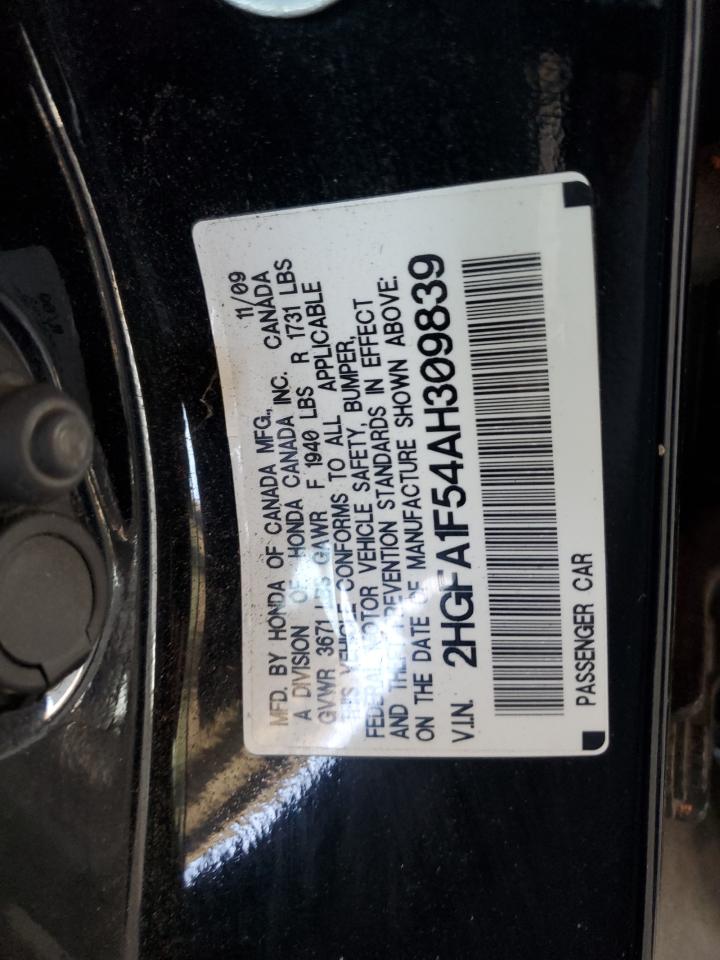 MFD. BY HONDA OF CANADA MFG., 11/09
A DIVISION OF HONDA CANADA INC. CANADA
GVWR 3671 LBS GAWR F 1940 LBS R 1731 LBS
THIS VEHICLE CONFORMS TO ALL APPLICABLE
FEDERAL MOTOR VEHICLE SAFETY, BUMPER,
AND THEFT PREVENTION STANDARDS IN EFFECT
ON THE DATE OF MANUFACTURE SHOWN ABOVE.
V.I.N. 2HGFA1F54AH309839
PASSENGER CAR